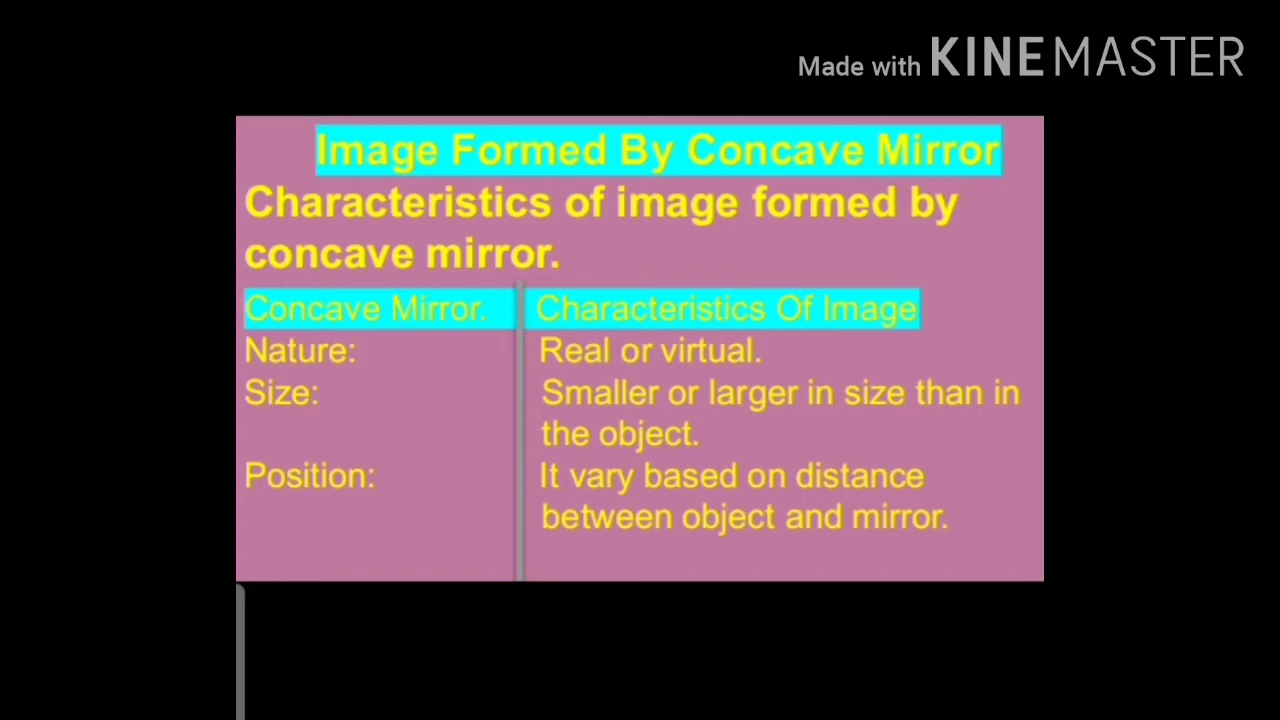 Made with KINEMASTER
Image Formed By Concave Mirror
Characteristics of image formed by
concave mirror.
Concave Mirror. Characteristics Of Image
Nature: Real or virtual.
Size: Smaller or larger in size than in
the object.
Position: It vary based on distance
between object and mirror.